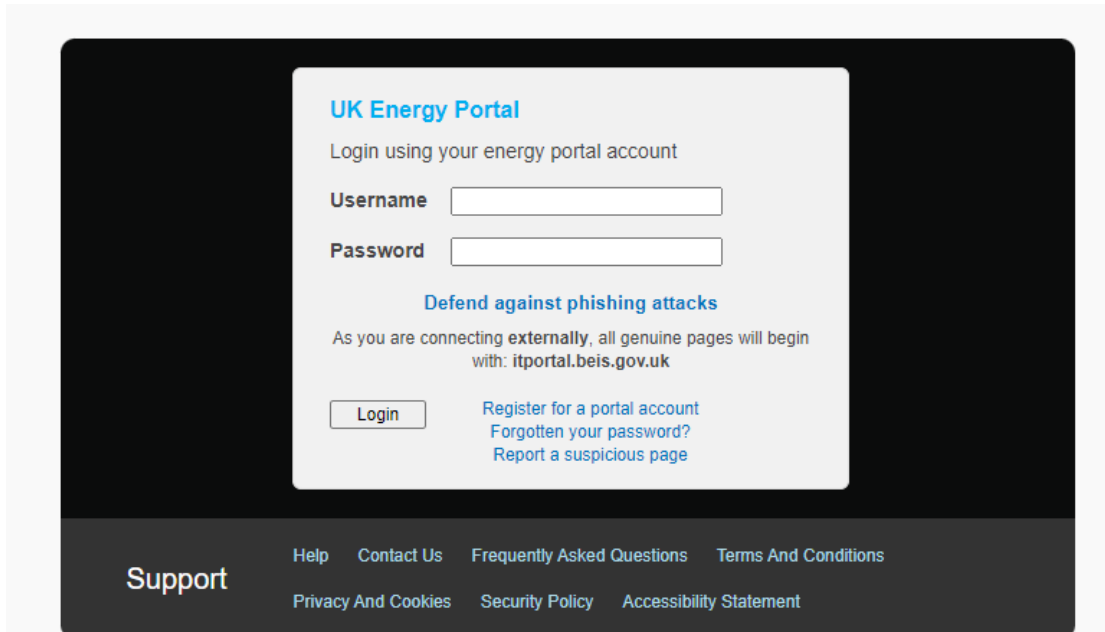 UK Energy Portal
Login using your energy portal account
Username
Password
Defend against phishing attacks
As you are connecting externally, all genuine pages will begin
with: itportal.beis.gov.uk
Login
Register for a portal account
Forgotten your password?
Report a suspicious page
Support
Help Contact Us Frequently Asked Questions Terms And Conditions
Privacy And Cookies Security Policy Accessibility Statement